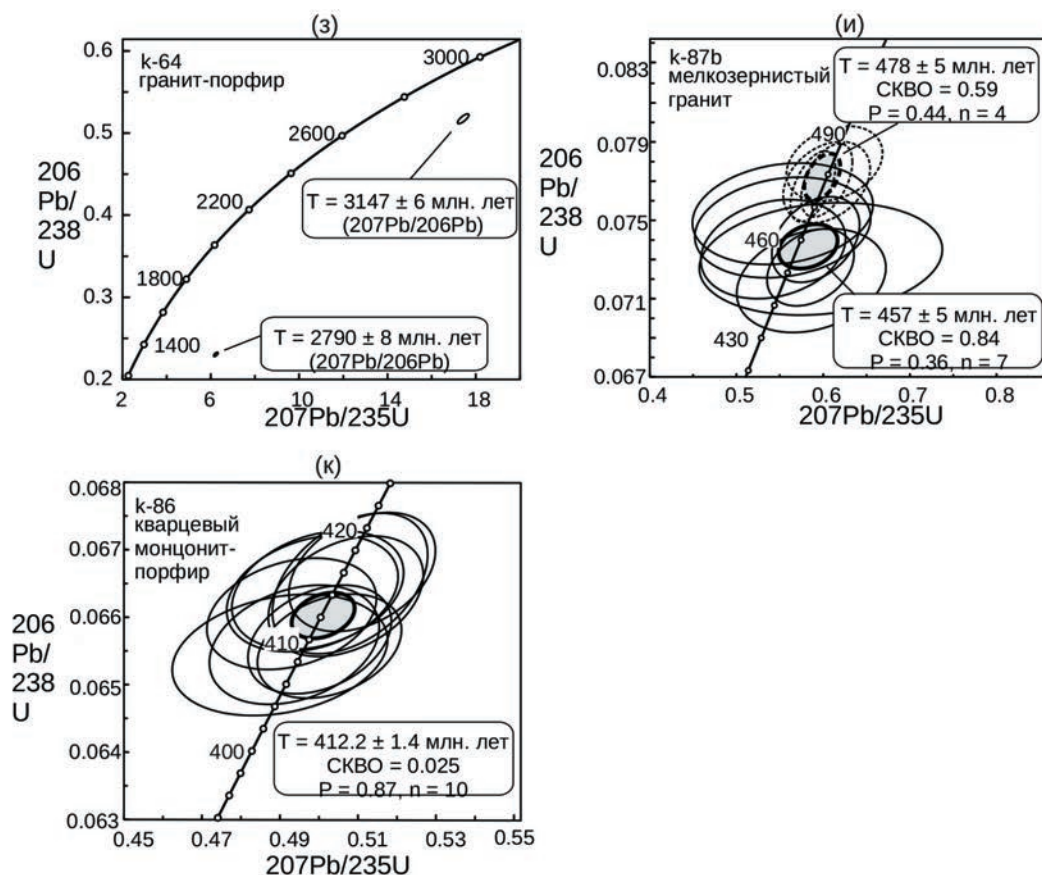 (з)
k-64
гранит-порфир
0.6
0.5
0.4
0.3
0.2
206
Pb/
238
U
3000
2600
2200
1800
1400
T = 3147 ± 6 млн. лет
(207Pb/206Pb)
T = 2790 ± 8 млн. лет
(207Pb/206Pb)
2 6 10 14 18
207Pb/235U
(и)
k-87b
мелкозернистый
гранит
T = 478 ± 5 млн. лет
СКВО = 0.59
P = 0.44, n = 4
0.083
0.079
0.075
0.071
0.067
206
Pb/
238
U
490
460
430
T = 457 ± 5 млн. лет
СКВО = 0.84
P = 0.36, n = 7
0.4 0.5 0.6 0.7 0.8
207Pb/235U
(к)
k-86
кварцевый
монцонит-
порфир
0.068
0.067
0.066
0.065
0.064
0.063
206
Pb/
238
U
420
410
400
T = 412.2 ± 1.4 млн. лет
СКВО = 0.025
P = 0.87, n = 10
0.45 0.47 0.49 0.51 0.53 0.55
207Pb/235U